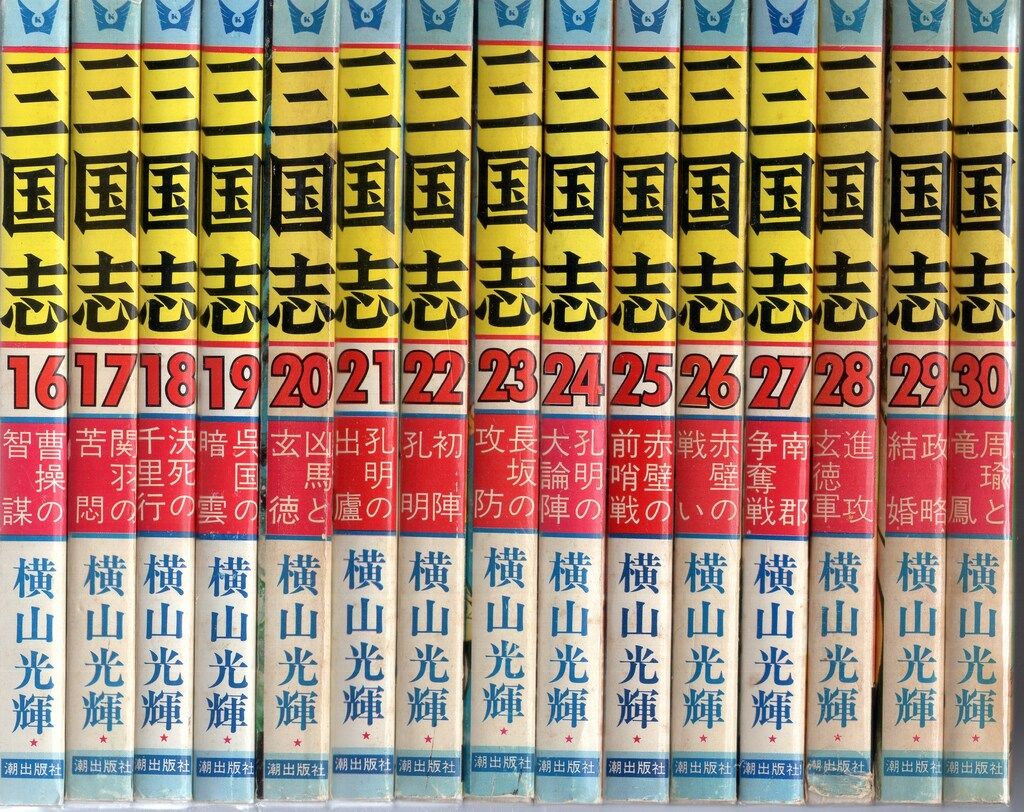 三国志
16
曹操の
智謀
横山光輝
潮出版社
三国志
17
関羽の
苦悶
横山光輝
潮出版社
三国志
18
決死の
千里行
横山光輝
潮出版社
三国志
19
呉国の
暗雲
横山光輝
潮出版社
三国志
20
凶馬と
玄徳
横山光輝
潮出版社
三国志
21
孔明の
出廬
横山光輝
潮出版社
三国志
22
初陣
孔明
横山光輝
潮出版社
三国志
23
長坂の
攻防
横山光輝
潮出版社
三国志
24
孔明の
大論陣
横山光輝
潮出版社
三国志
25
赤壁の
前哨戦
横山光輝
潮出版社
三国志
26
赤壁の
戦い
横山光輝
潮出版社
三国志
27
南郡
争奪戦
横山光輝
潮出版社
三国志
28
進攻
玄徳軍
横山光輝
潮出版社
三国志
29
政略
結婚
横山光輝
潮出版社
三国志
30
周瑜と
竜鳳
横山光輝
潮出版社